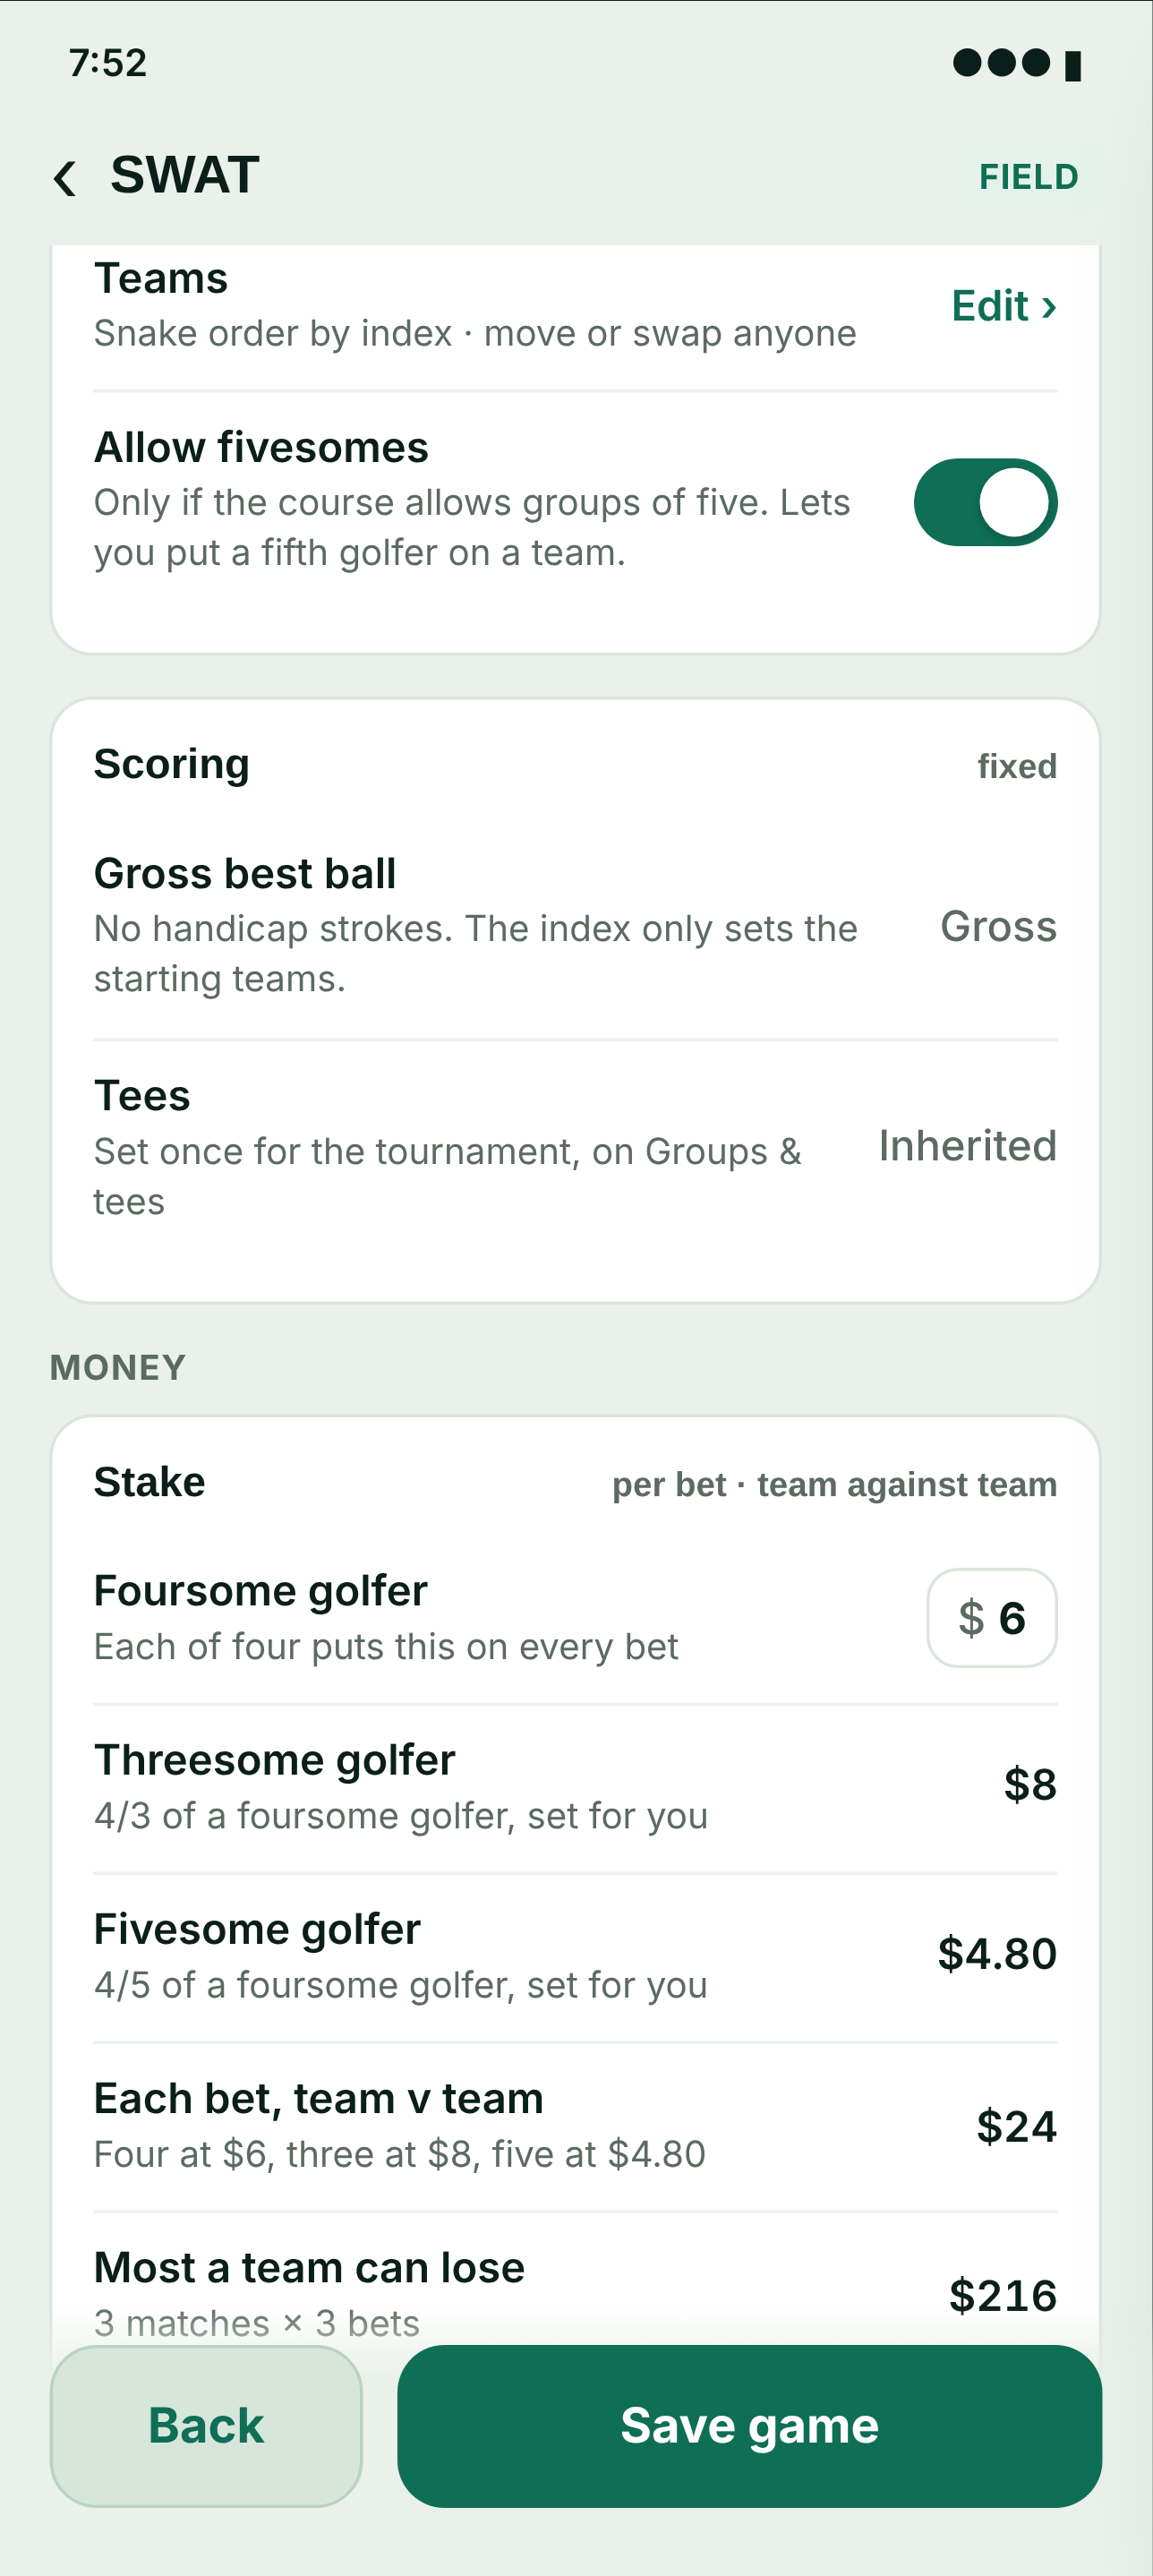 7:52
‹ SWAT
FIELD
Teams
Snake order by index · move or swap anyone
Edit ›
Allow fivesomes
Only if the course allows groups of five. Lets
you put a fifth golfer on a team.
Scoring
fixed
Gross best ball
No handicap strokes. The index only sets the
starting teams.
Gross
Tees
Set once for the tournament, on Groups &
tees
Inherited
MONEY
Stake
per bet · team against team
Foursome golfer
Each of four puts this on every bet
$ 6
Threesome golfer
4/3 of a foursome golfer, set for you
$8
Fivesome golfer
4/5 of a foursome golfer, set for you
$4.80
Each bet, team v team
Four at $6, three at $8, five at $4.80
$24
Most a team can lose
3 matches × 3 bets
$216
Back
Save game